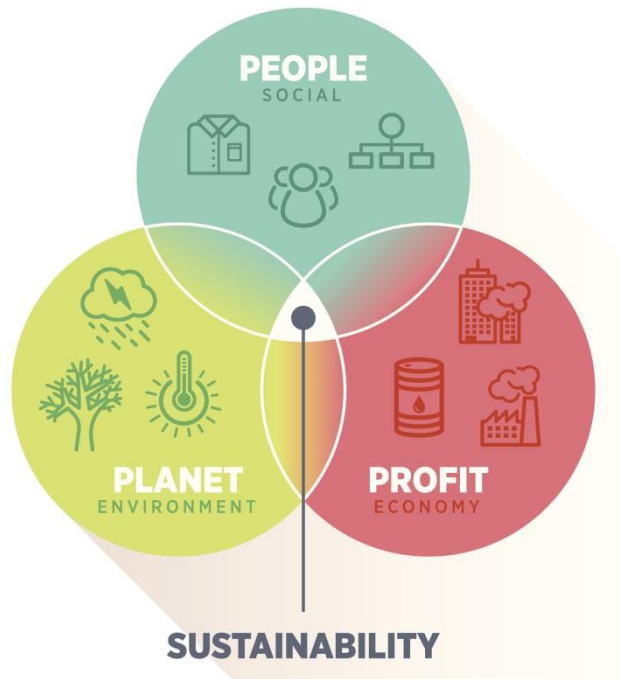 PEOPLE
SOCIAL
PLANET
ENVIRONMENT
PROFIT
ECONOMY
SUSTAINABILITY